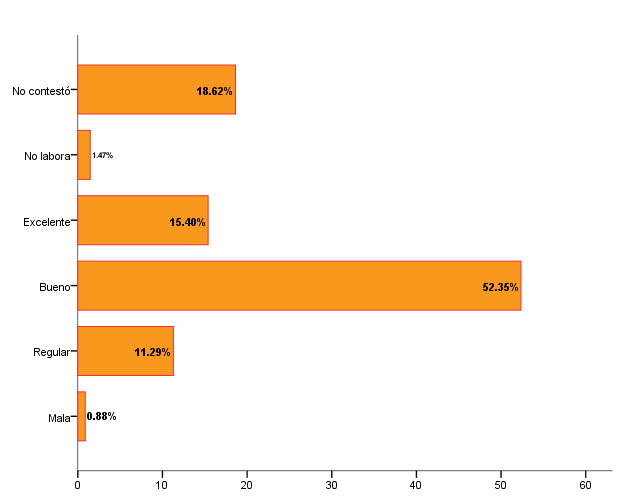 No contestó 18.62%
No labora 1.47%
Excelente 15.40%
Bueno 52.35%
Regular 11.29%
Mala 0.88%
0 10 20 30 40 50 60